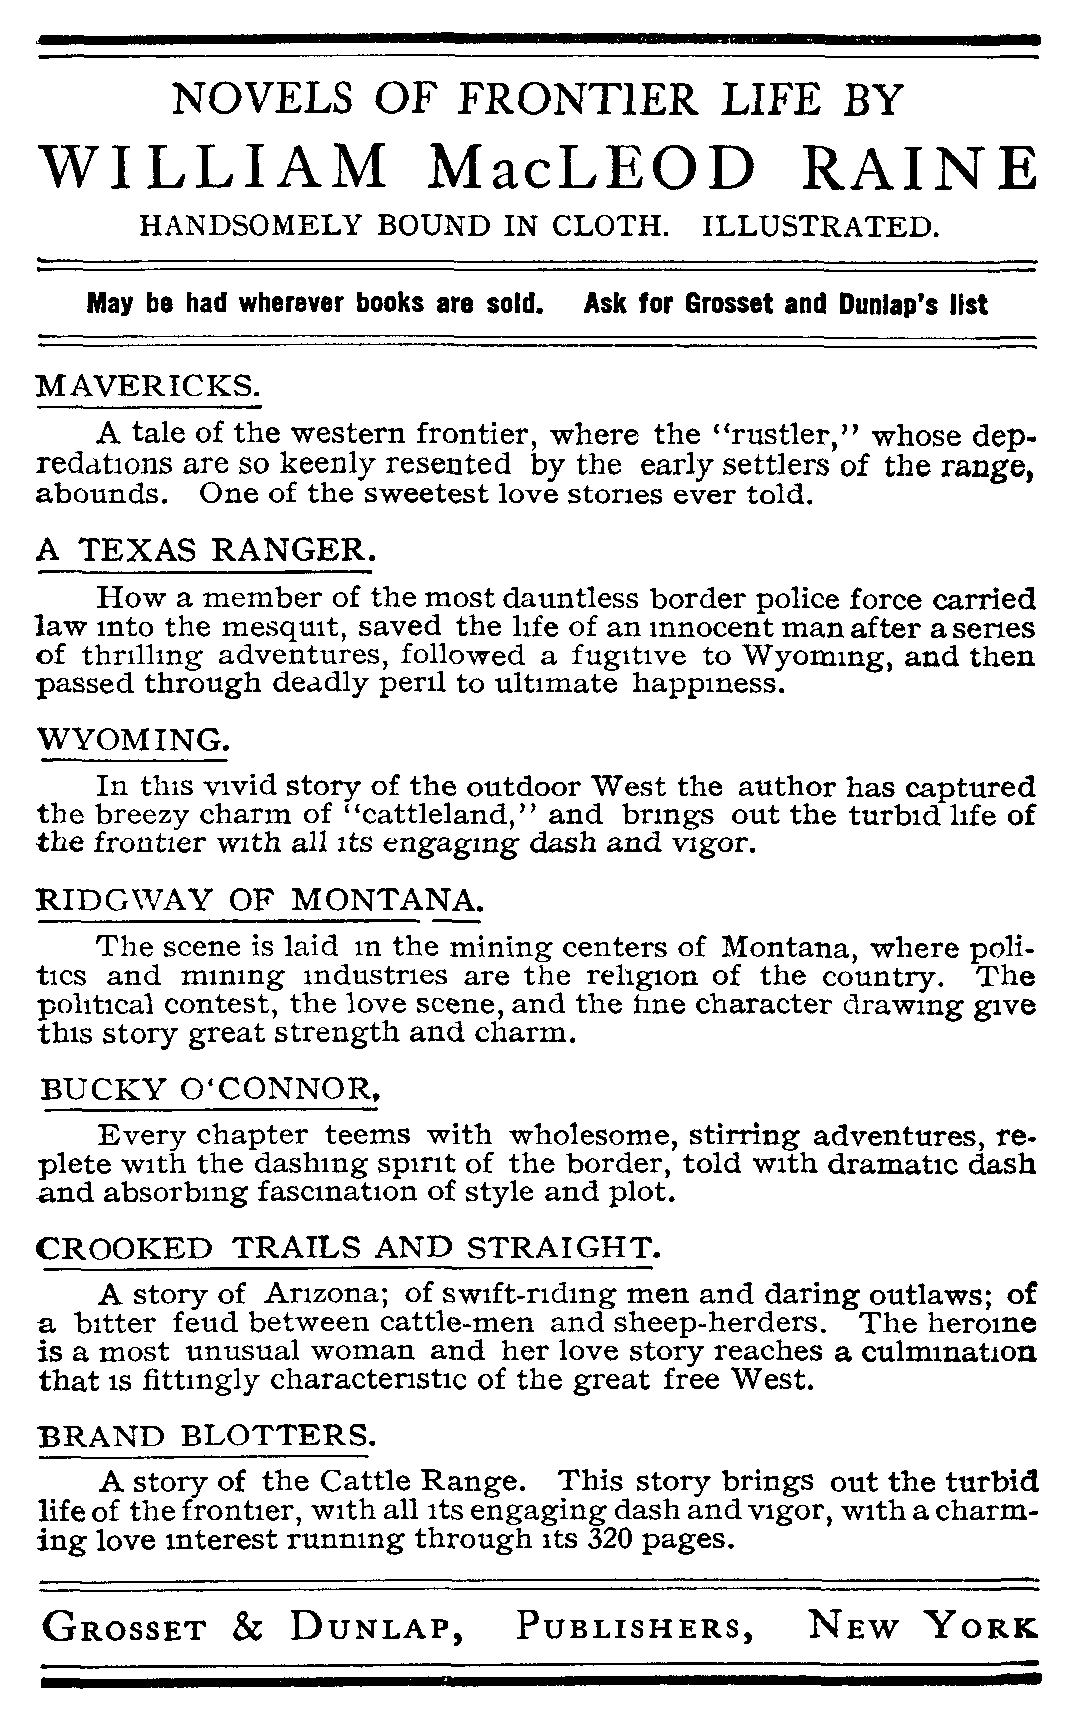 NOVELS OF FRONTIER LIFE BY
WILLIAM MacLEOD RAINE
HANDSOMELY BOUND IN CLOTH. ILLUSTRATED.
May be had wherever books are sold. Ask for Grosset and Dunlap's list
MAVERICKS.
A tale of the western frontier, where the "rustler," whose dep-
redations are so keenly resented by the early settlers of the range,
abounds. One of the sweetest love stories ever told.
A TEXAS RANGER.
How a member of the most dauntless border police force carried
law into the mesquit, saved the life of an innocent man after a series
of thrilling adventures, followed a fugitive to Wyoming, and then
passed through deadly peril to ultimate happiness.
WYOMING.
In this vivid story of the outdoor West the author has captured
the breezy charm of "cattleland," and brings out the turbid life of
the frontier with all its engaging dash and vigor.
RIDGWAY OF MONTANA.
The scene is laid in the mining centers of Montana, where poli-
tics and mining industries are the religion of the country. The
political contest, the love scene, and the fine character drawing give
this story great strength and charm.
BUCKY O'CONNOR,
Every chapter teems with wholesome, stirring adventures, re-
plete with the dashing spirit of the border, told with dramatic dash
and absorbing fascination of style and plot.
CROOKED TRAILS AND STRAIGHT.
A story of Arizona; of swift-riding men and daring outlaws; of
a bitter feud between cattle-men and sheep-herders. The heroine
is a most unusual woman and her love story reaches a culmination
that is fittingly characteristic of the great free West.
BRAND BLOTTERS.
A story of the Cattle Range. This story brings out the turbid
life of the frontier, with all its engaging dash and vigor, with a charm-
ing love interest running through its 320 pages.
GROSSET & DUNLAP, PUBLISHERS, NEW YORK